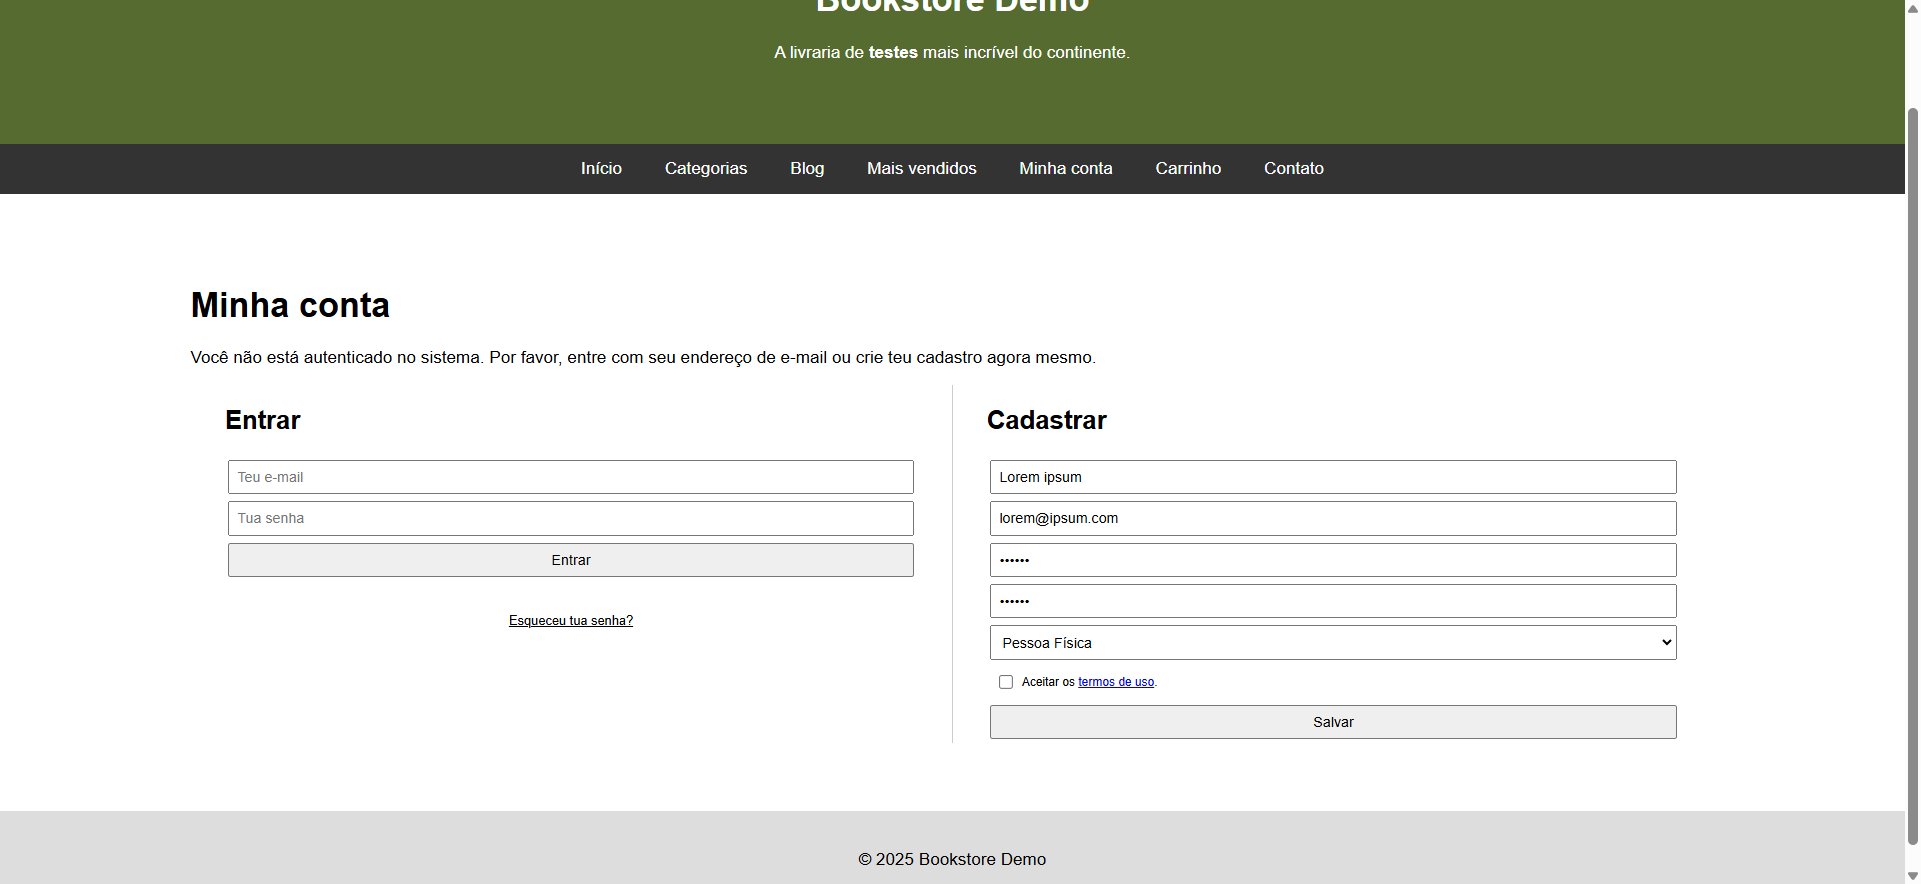 Bookstore Demo
A livraria de testes mais incrível do continente.
Início Categorias Blog Mais vendidos Minha conta Carrinho Contato
Minha conta
Você não está autenticado no sistema. Por favor, entre com seu endereço de e-mail ou crie teu cadastro agora mesmo.
Entrar
Teu e-mail
Tua senha
Entrar
Esqueceu tua senha?
Cadastrar
Lorem ipsum
lorem@ipsum.com
••••••
••••••
Pessoa Física
Aceitar os termos de uso.
Salvar
© 2025 Bookstore Demo